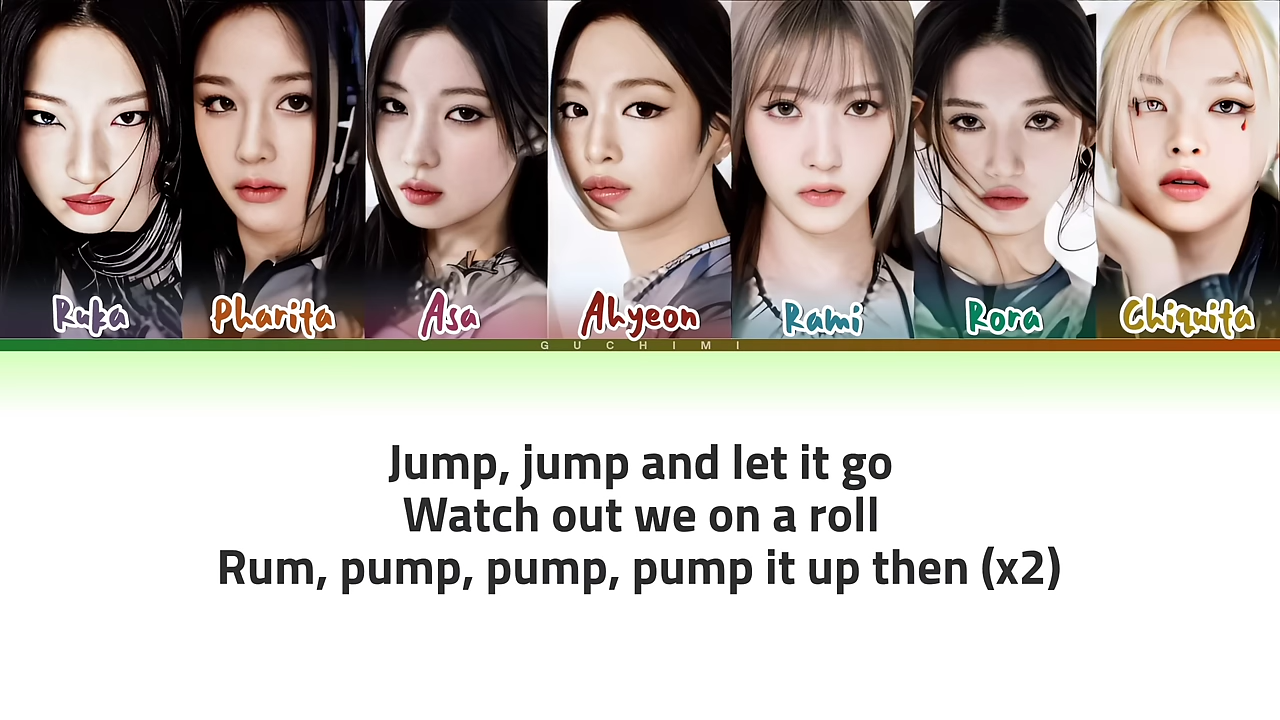 Ruka Pharita Asa Ahyeon Rami Rora Chiquita
GUCHIMI
Jump, jump and let it go
Watch out we on a roll
Rum, pump, pump, pump it up then (x2)